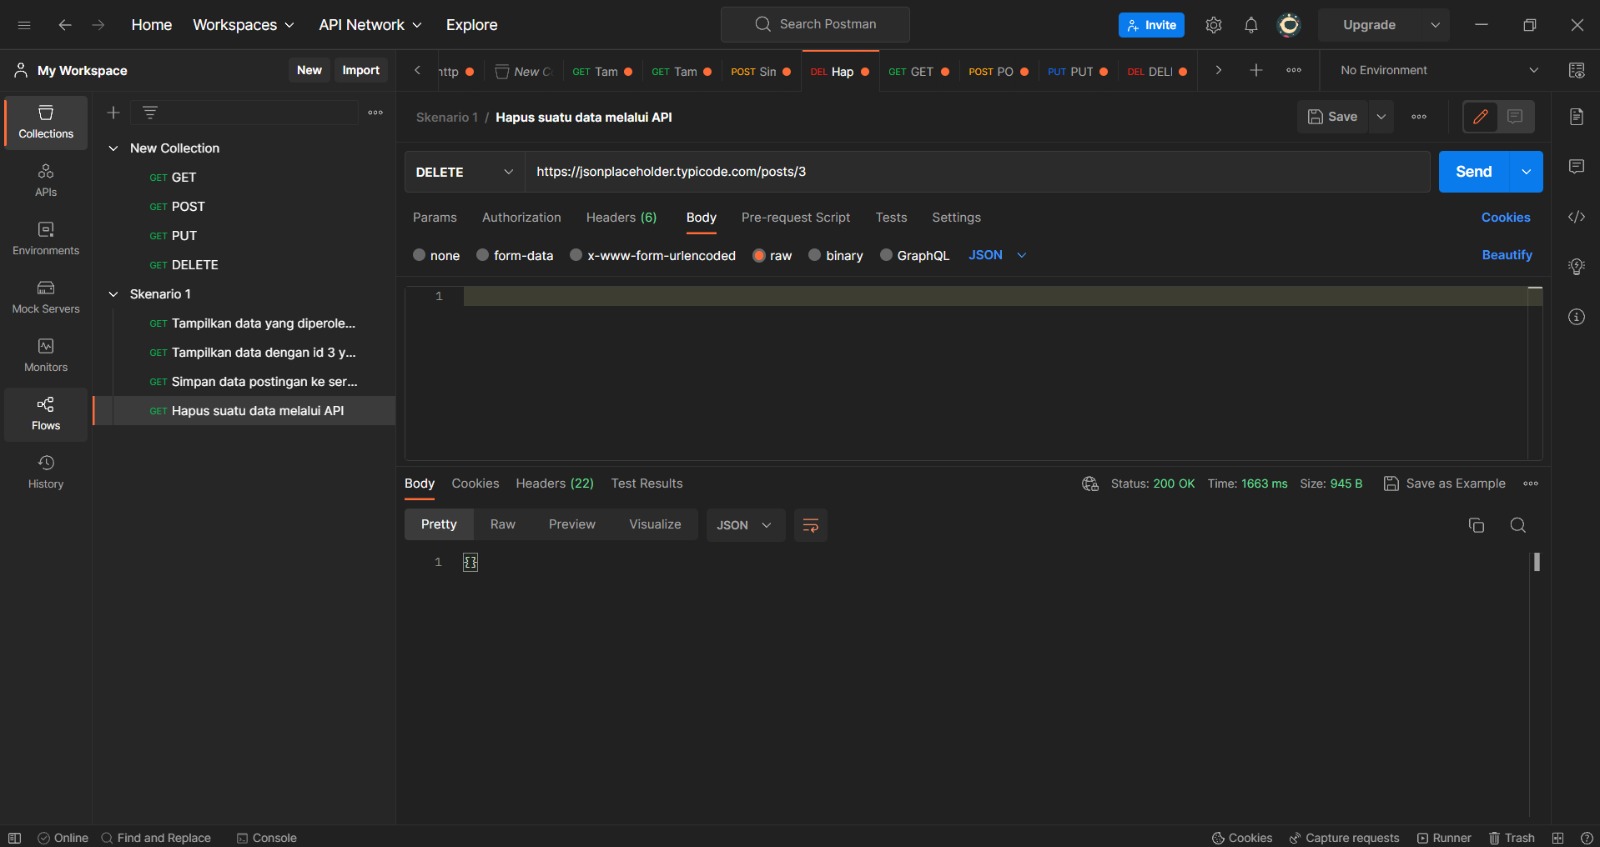 Home Workspaces API Network Explore Search Postman Invite Upgrade
My Workspace New Import
http New C GET Tam GET Tam POST Sin DEL Hap GET GET POST PO PUT PUT DEL DELI No Environment
Collections
APIs
Environments
Mock Servers
Monitors
Flows
History
New Collection
GET GET
GET POST
GET PUT
GET DELETE
Skenario 1
GET Tampilkan data yang diperole...
GET Tampilkan data dengan id 3 y...
GET Simpan data postingan ke ser...
GET Hapus suatu data melalui API
Skenario 1 / Hapus suatu data melalui API Save
DELETE https://jsonplaceholder.typicode.com/posts/3 Send
Params Authorization Headers (6) Body Pre-request Script Tests Settings Cookies
none form-data x-www-form-urlencoded raw binary GraphQL JSON Beautify
1
Body Cookies Headers (22) Test Results Status: 200 OK Time: 1663 ms Size: 945 B Save as Example
Pretty Raw Preview Visualize JSON
1 {}
Online Find and Replace Console Cookies Capture requests Runner Trash